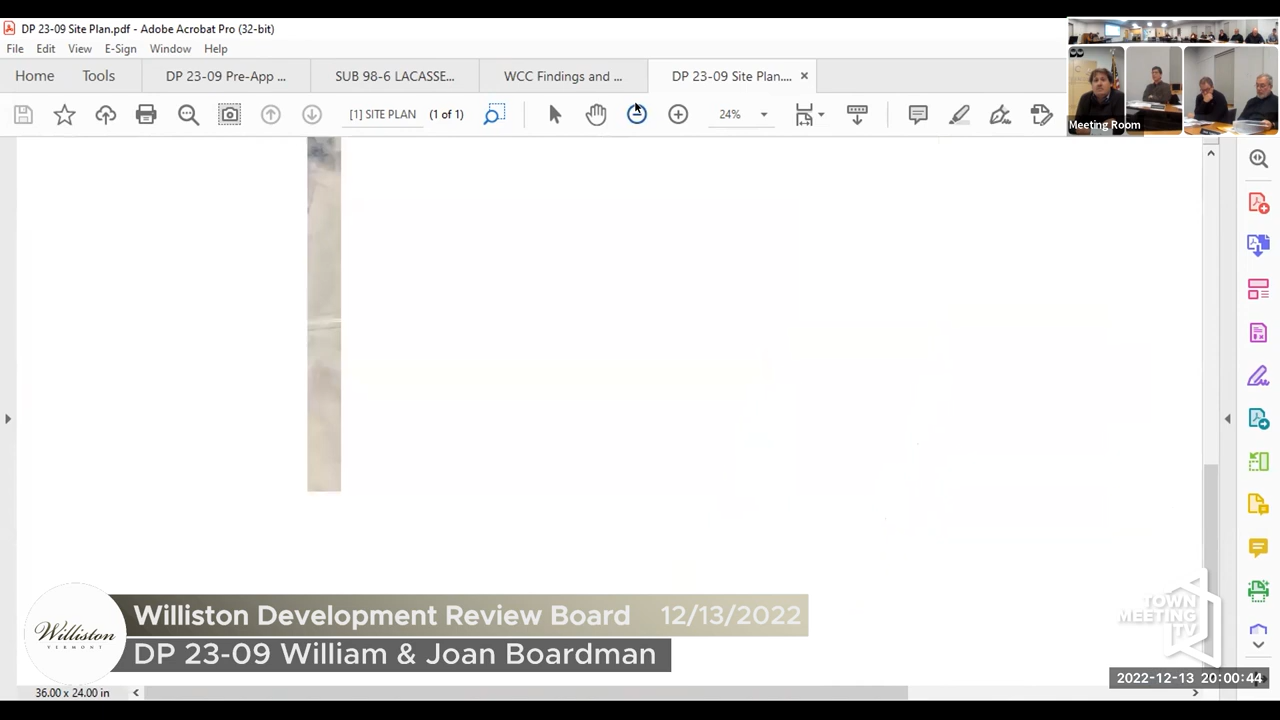 DP 23-09 Site Plan.pdf - Adobe Acrobat Pro (32-bit)
File Edit View E-Sign Window Help
Home Tools DP 23-09 Pre-App ... SUB 98-6 LACASSE... WCC Findings and ... DP 23-09 Site Plan....
[1] SITE PLAN (1 of 1) 24%
Meeting Room
Williston Development Review Board 12/13/2022
DP 23-09 William & Joan Boardman
Williston
VERMONT
TOWN
MEETING
TV
2022-12-13 20:00:44
36.00 x 24.00 in